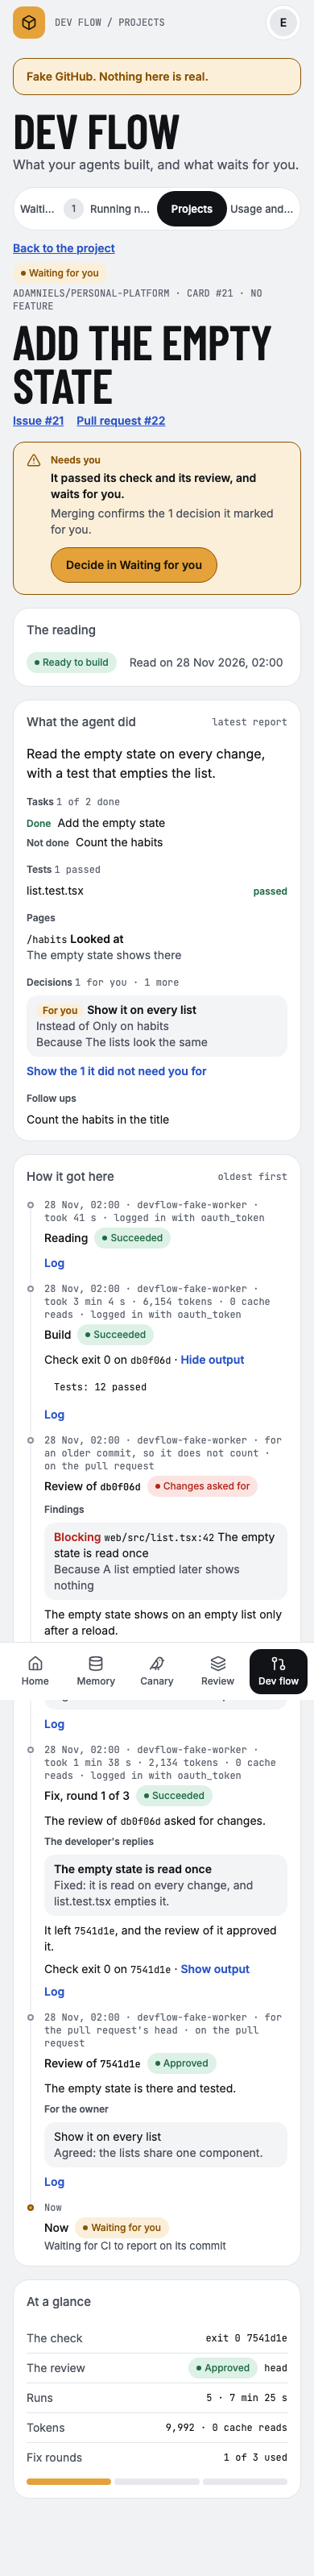 DEV FLOW / PROJECTS
E
Fake GitHub. Nothing here is real.
DEV FLOW
What your agents built, and what waits for you.
Waiti... 1 Running n... Projects Usage and...
Back to the project
Waiting for you
ADAMNIELS/PERSONAL-PLATFORM · CARD #21 · NO
FEATURE
ADD THE EMPTY
STATE
Issue #21 Pull request #22
Needs you
It passed its check and its review, and
waits for you.
Merging confirms the 1 decision it marked
for you.
Decide in Waiting for you
The reading
Ready to build Read on 28 Nov 2026, 02:00
What the agent did latest report
Read the empty state on every change,
with a test that empties the list.
Tasks 1 of 2 done
Done Add the empty state
Not done Count the habits
Tests 1 passed
list.test.tsx passed
Pages
/habits Looked at
The empty state shows there
Decisions 1 for you · 1 more
For you Show it on every list
Instead of Only on habits
Because The lists look the same
Show the 1 it did not need you for
Follow ups
Count the habits in the title
How it got here oldest first
28 Nov, 02:00 · devflow-fake-worker ·
took 41 s · logged in with oauth_token
Reading Succeeded
Log
28 Nov, 02:00 · devflow-fake-worker ·
took 3 min 4 s · 6,154 tokens · 0 cache
reads · logged in with oauth_token
Build Succeeded
Check exit 0 on db0f06d · Hide output
Tests: 12 passed
Log
28 Nov, 02:00 · devflow-fake-worker · for
an older commit, so it does not count ·
on the pull request
Review of db0f06d Changes asked for
Findings
Blocking web/src/list.tsx:42 The empty
state is read once
Because A list emptied later shows
nothing
The empty state shows on an empty list only
after a reload.
Home Memory Canary Review Dev flow
Log
28 Nov, 02:00 · devflow-fake-worker ·
took 1 min 38 s · 2,134 tokens · 0 cache
reads · logged in with oauth_token
Fix, round 1 of 3 Succeeded
The review of db0f06d asked for changes.
The developer's replies
The empty state is read once
Fixed: it is read on every change, and
list.test.tsx empties it.
It left 7541d1e, and the review of it approved
it.
Check exit 0 on 7541d1e · Show output
Log
28 Nov, 02:00 · devflow-fake-worker · for
the pull request's head · on the pull
request
Review of 7541d1e Approved
The empty state is there and tested.
For the owner
Show it on every list
Agreed: the lists share one component.
Log
Now
Now Waiting for you
Waiting for CI to report on its commit
At a glance
The check exit 0 7541d1e
The review Approved head
Runs 5 · 7 min 25 s
Tokens 9,992 · 0 cache reads
Fix rounds 1 of 3 used